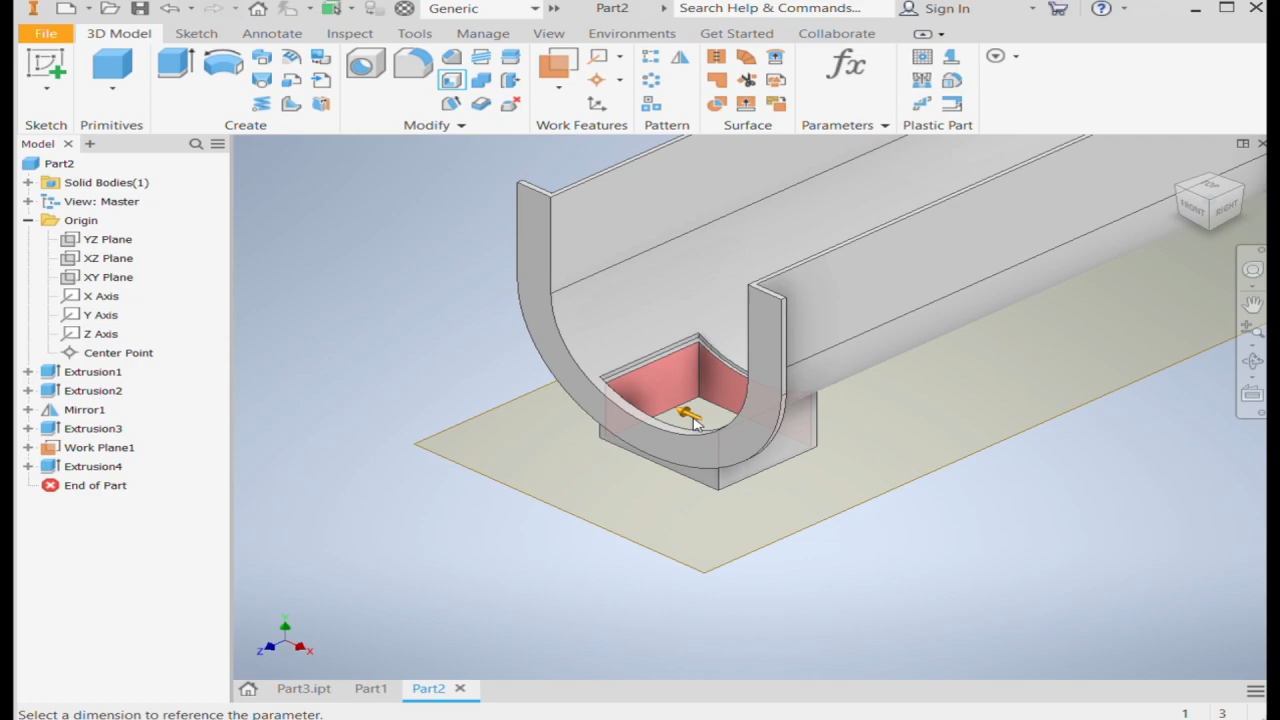 Generic
Part2
Search Help & Commands...
Sign In
File
3D Model
Sketch
Annotate
Inspect
Tools
Manage
View
Environments
Get Started
Collaborate
fx
Sketch
Primitives
Create
Modify
Work Features
Pattern
Surface
Parameters
Plastic Part
Model
Part2
Solid Bodies(1)
View: Master
Origin
YZ Plane
XZ Plane
XY Plane
X Axis
Y Axis
Z Axis
Center Point
Extrusion1
Extrusion2
Mirror1
Extrusion3
Work Plane1
Extrusion4
End of Part
TOP
FRONT
RIGHT
Y
Z
X
Part3.ipt
Part1
Part2
Select a dimension to reference the parameter.
1
3